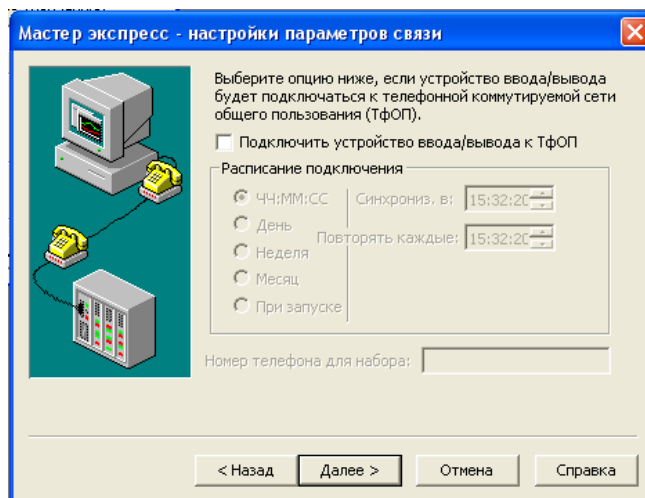 Мастер экспресс - настройки параметров связи
Выберите опцию ниже, если устройство ввода/вывода
будет подключаться к телефонной коммутируемой сети
общего пользования (ТфОП).
Подключить устройство ввода/вывода к ТфОП
Расписание подключения
ЧЧ:ММ:СС Синхрониз. в: 15:32:20
День
Повторять каждые: 15:32:20
Неделя
Месяц
При запуске
Номер телефона для набора:
< Назад Далее > Отмена Справка